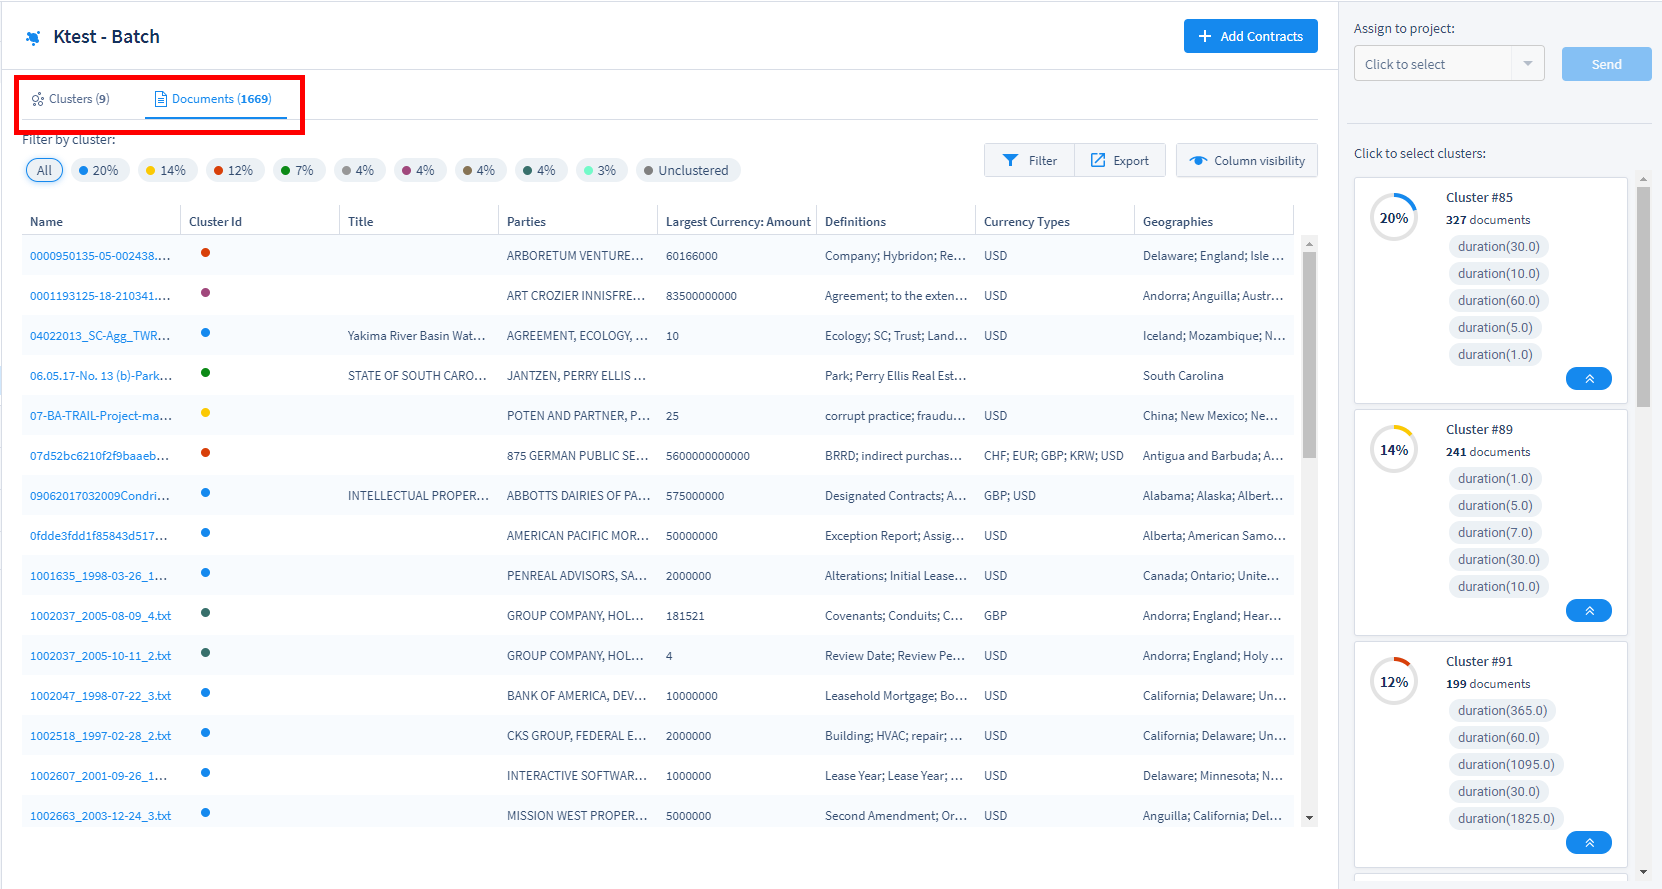 Ktest - Batch
Add Contracts
Clusters (9)
Documents (1669)
Filter by cluster:
All
20%
14%
12%
7%
4%
4%
4%
4%
3%
Unclustered
Filter
Export
Column visibility
Name Cluster Id Title Parties Largest Currency: Amount Definitions Currency Types Geographies
0000950135-05-002438.... ARBORETUM VENTURE... 60166000 Company; Hybridon; Re... USD Delaware; England; Isle ...
0001193125-18-210341.... ART CROZIER INNISFRE... 83500000000 Agreement; to the exten... USD Andorra; Anguilla; Austr...
04022013_SC-Agg_TWR... Yakima River Basin Wat... AGREEMENT, ECOLOGY, ... 10 Ecology; SC; Trust; Land... USD Iceland; Mozambique; N...
06.05.17-No. 13 (b)-Park... STATE OF SOUTH CARO... JANTZEN, PERRY ELLIS ... Park; Perry Ellis Real Est... South Carolina
07-BA-TRAIL-Project-ma... POTEN AND PARTNER, P... 25 corrupt practice; fraudu... USD China; New Mexico; Ne...
07d52bc6210f2f9baaeb... 875 GERMAN PUBLIC SE... 5600000000000 BRRD; indirect purchas... CHF; EUR; GBP; KRW; USD Antigua and Barbuda; A...
09062017032009Condri... INTELLECTUAL PROPER... ABBOTTS DAIRIES OF PA... 575000000 Designated Contracts; A... GBP; USD Alabama; Alaska; Albert...
0fdde3fdd1f85843d517... AMERICAN PACIFIC MOR... 50000000 Exception Report; Assig... USD Alberta; American Samo...
1001635_1998-03-26_1... PENREAL ADVISORS, SA... 2000000 Alterations; Initial Lease... USD Canada; Ontario; Unite...
1002037_2005-08-09_4.txt GROUP COMPANY, HOL... 181521 Covenants; Conduits; C... GBP Andorra; England; Hear...
1002037_2005-10-11_2.txt GROUP COMPANY, HOL... 4 Review Date; Review Pe... USD Andorra; England; Holy ...
1002047_1998-07-22_3.txt BANK OF AMERICA, DEV... 10000000 Leasehold Mortgage; Bo... USD California; Delaware; Un...
1002518_1997-02-28_2.txt CKS GROUP, FEDERAL E... 2000000 Building; HVAC; repair; ... USD California; Delaware; Un...
1002607_2001-09-26_1... INTERACTIVE SOFTWAR... 1000000 Lease Year; Lease Year; ... USD Delaware; Minnesota; N...
1002663_2003-12-24_3.txt MISSION WEST PROPER... 5000000 Second Amendment; Or... USD Anguilla; California; Del...
Assign to project:
Click to select
Send
Click to select clusters:
20%
Cluster #85
327 documents
duration(30.0)
duration(10.0)
duration(60.0)
duration(5.0)
duration(1.0)
14%
Cluster #89
241 documents
duration(1.0)
duration(5.0)
duration(7.0)
duration(30.0)
duration(10.0)
12%
Cluster #91
199 documents
duration(365.0)
duration(60.0)
duration(1095.0)
duration(30.0)
duration(1825.0)